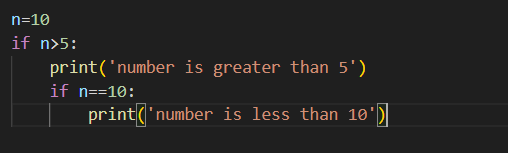 n=10
if n>5:
    print('number is greater than 5')
    if n==10:
        print('number is less than 10')